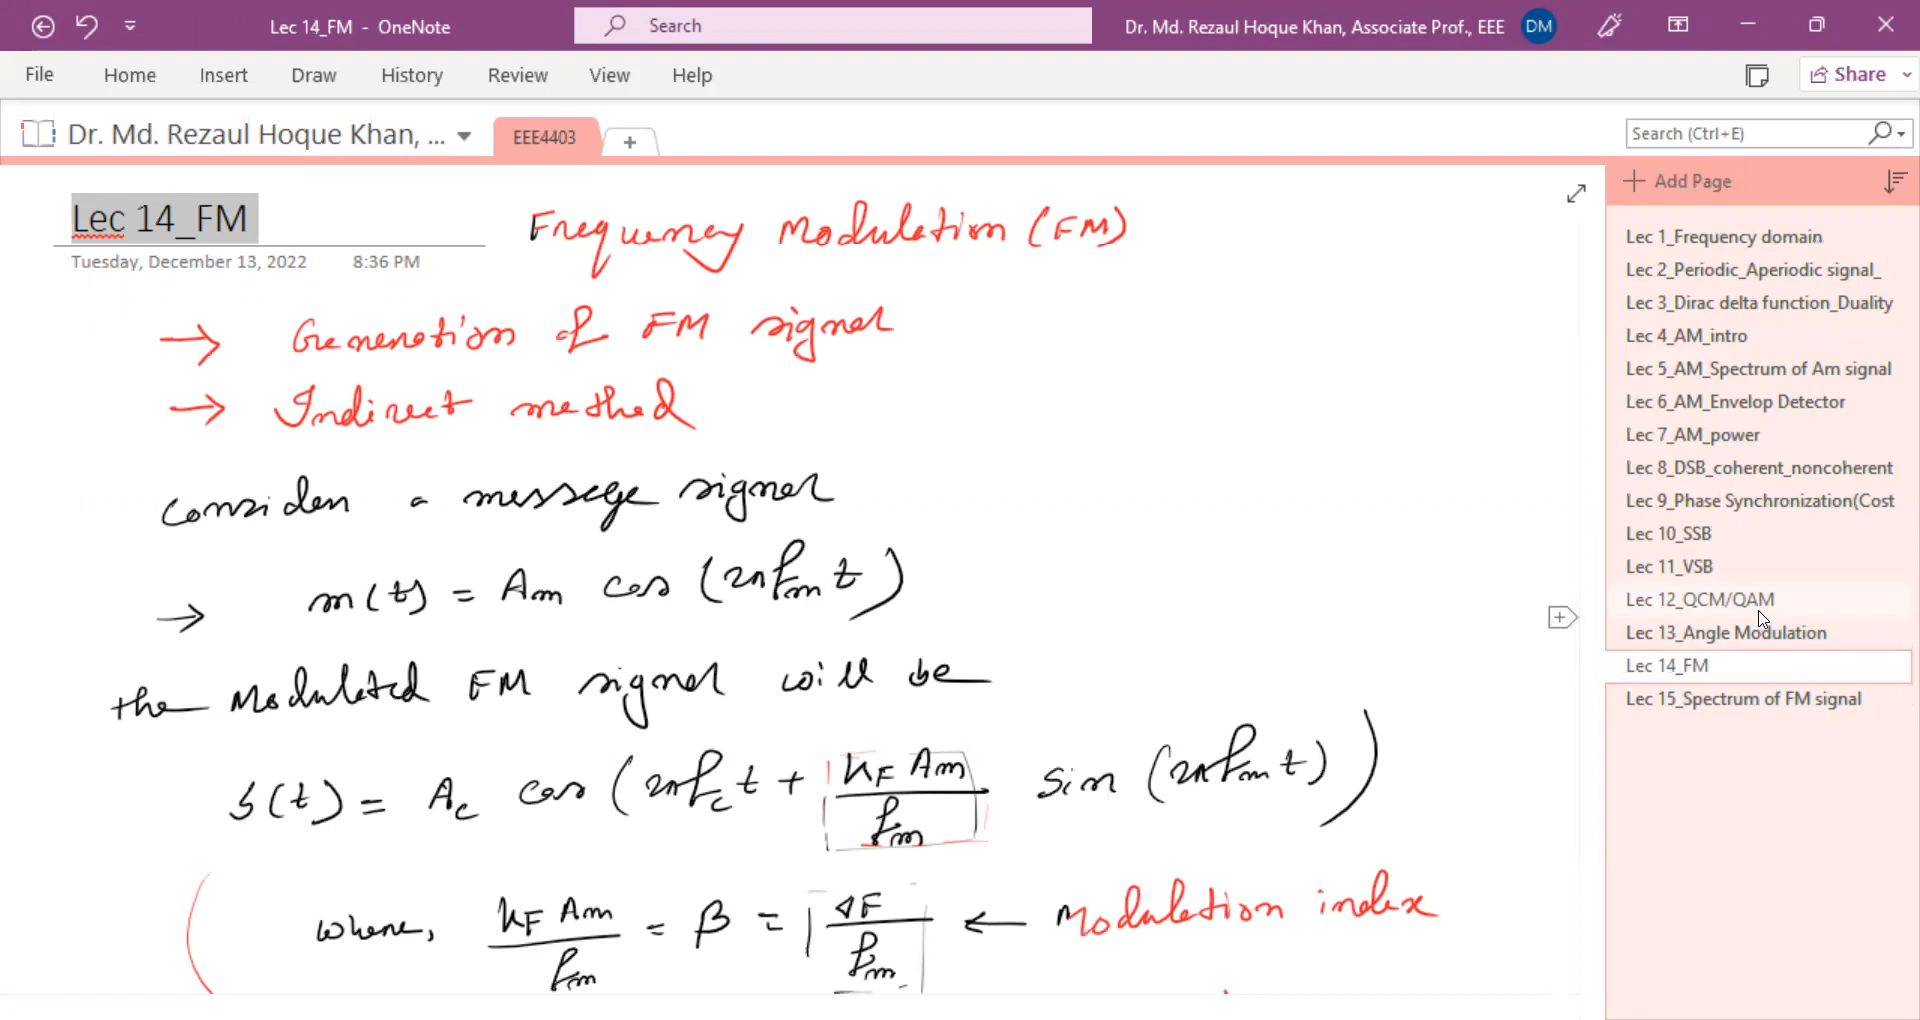 Lec 14_FM - OneNote
Search
Dr. Md. Rezaul Hoque Khan, Associate Prof., EEE
DM
File Home Insert Draw History Review View Help
Share
Dr. Md. Rezaul Hoque Khan, ...
EEE4403
+
Search (Ctrl+E)
Lec 14_FM
Tuesday, December 13, 2022 8:36 PM
Frequency Modulation (FM)
→ Generation of FM signal
→ Indirect method
Consider a message signal
→ m(t) = Am cos (2πfm t)
the Modulated FM signal will be
s(t) = Ac cos (2πfc t + kF Am / fm sin (2πfm t))
where, kF Am / fm = β = ΔF / fm ← Modulation index
+ Add Page
Lec 1_Frequency domain
Lec 2_Periodic_Aperiodic signal_
Lec 3_Dirac delta function_Duality
Lec 4_AM_intro
Lec 5_AM_Spectrum of Am signal
Lec 6_AM_Envelop Detector
Lec 7_AM_power
Lec 8_DSB_coherent_noncoherent
Lec 9_Phase Synchronization(Cost
Lec 10_SSB
Lec 11_VSB
Lec 12_QCM/QAM
Lec 13_Angle Modulation
Lec 14_FM
Lec 15_Spectrum of FM signal